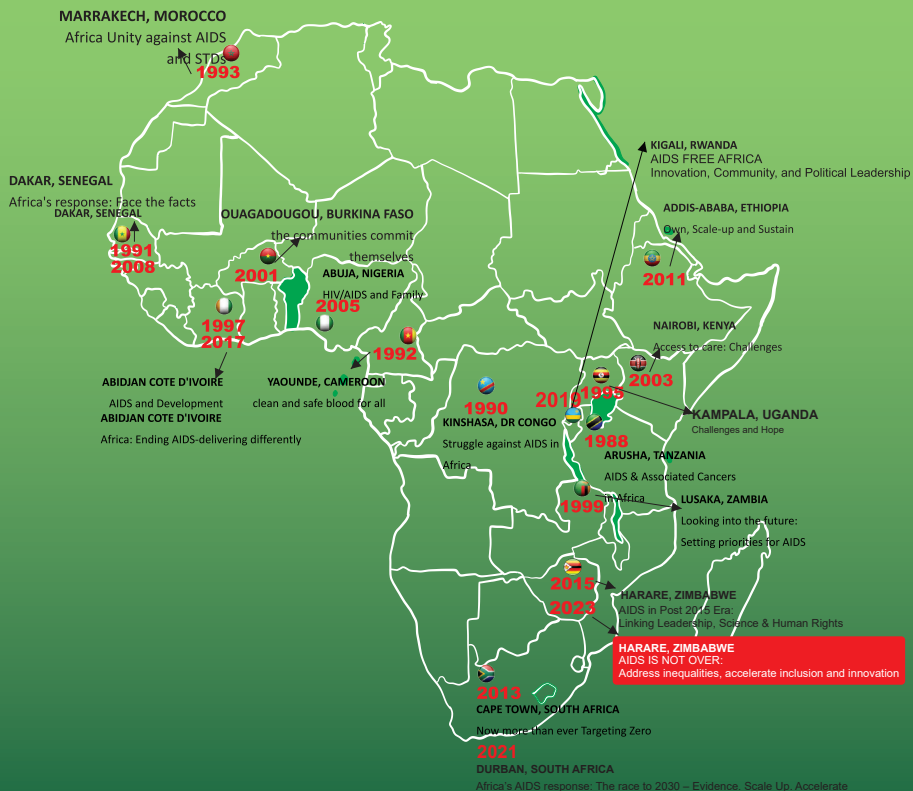 MARRAKECH, MOROCCO
Africa Unity against AIDS
and STDs
1993
DAKAR, SENEGAL
Africa's response: Face the facts
DAKAR, SENEGAL
1991
2008
OUAGADOUGOU, BURKINA FASO
the communities commit
themselves
2001
ABUJA, NIGERIA
HIV/AIDS and Family
2005
1997
2017
ABIDJAN COTE D'IVOIRE
AIDS and Development
ABIDJAN COTE D'IVOIRE
Africa: Ending AIDS-delivering differently
1992
YAOUNDE, CAMEROON
clean and safe blood for all
KIGALI, RWANDA
AIDS FREE AFRICA
Innovation, Community, and Political Leadership
ADDIS-ABABA, ETHIOPIA
Own, Scale-up and Sustain
2011
NAIROBI, KENYA
Access to care: Challenges
2003
1990
KINSHASA, DR CONGO
Struggle against AIDS in
Africa
2019
1995
KAMPALA, UGANDA
Challenges and Hope
1988
ARUSHA, TANZANIA
AIDS & Associated Cancers
in Africa
1999
LUSAKA, ZAMBIA
Looking into the future:
Setting priorities for AIDS
2015
HARARE, ZIMBABWE
AIDS in Post 2015 Era:
Linking Leadership, Science & Human Rights
2023
HARARE, ZIMBABWE
AIDS IS NOT OVER:
Address inequalities, accelerate inclusion and innovation
2013
CAPE TOWN, SOUTH AFRICA
Now more than ever Targeting Zero
2021
DURBAN, SOUTH AFRICA
Africa's AIDS response: The race to 2030 – Evidence, Scale Up, Accelerate